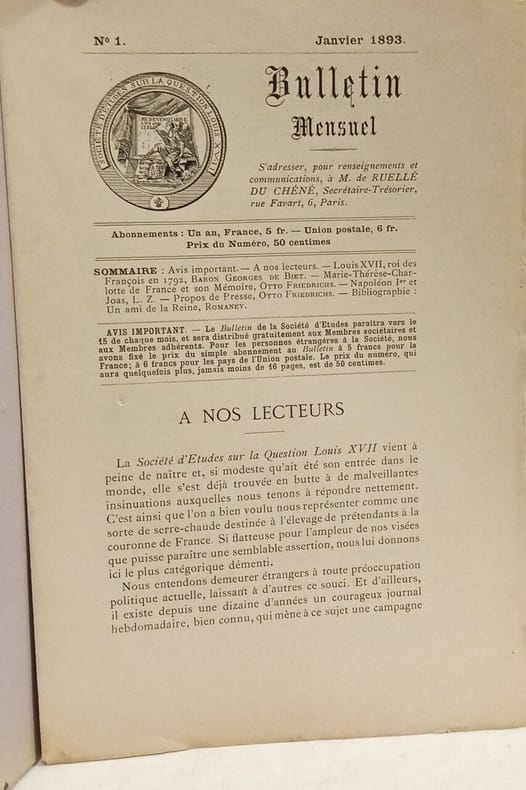 Nº 1.
Janvier 1893.
SOCIÉTÉ D'ÉTUDES SUR LA QUESTION LOUIS XVII
Bulletin
Mensuel
S'adresser, pour renseignements et
communications, à M. de RUELLÉ
DU CHÉNÉ, Secrétaire-Trésorier,
rue Favart, 6, Paris.
Abonnements : Un an, France, 5 fr. — Union postale, 6 fr.
Prix du Numéro, 50 centimes
SOMMAIRE : Avis important. — A nos lecteurs. — Louis XVII, roi des
François en 1792, BARON GEORGES DE BIET. — Marie-Thérèse-Char-
lotte de France et son Mémoire, OTTO FRIEDRICHS. — Napoléon Ier et
Joas, L. Z. — Propos de Presse, OTTO FRIEDRICHS. — Bibliographie :
Un ami de la Reine, ROMANEY.
AVIS IMPORTANT. — Le Bulletin de la Société d'Etudes paraitra vers le
15 de chaque mois, et sera distribué gratuitement aux Membres sociétaires et
aux Membres adhérents. Pour les personnes étrangères à la Société, nous
avons fixé le prix du simple abonnement au Bulletin à 5 francs pour la
France; à 6 francs pour les pays de l'Union postale. Le prix du numéro, qui
aura quelquefois plus, jamais moins de 16 pages, est de 50 centimes.
A NOS LECTEURS
La Société d'Etudes sur la Question Louis XVII vient à
peine de naître et, si modeste qu'ait été son entrée dans le
monde, elle s'est déjà trouvée en butte à de malveillantes
insinuations auxquelles nous tenons à répondre nettement.
C'est ainsi que l'on a bien voulu nous représenter comme une
sorte de serre-chaude destinée à l'élevage de prétendants à la
couronne de France. Si flatteuse pour l'ampleur de nos visées
que puisse paraître une semblable assertion, nous lui donnons
ici le plus catégorique démenti.
Nous entendons demeurer étrangers à toute préoccupation
politique actuelle, laissant à d'autres ce souci. Et d'ailleurs,
il existe depuis une dizaine d'années un courageux journal
hebdomadaire, bien connu, qui mène à ce sujet une campagne